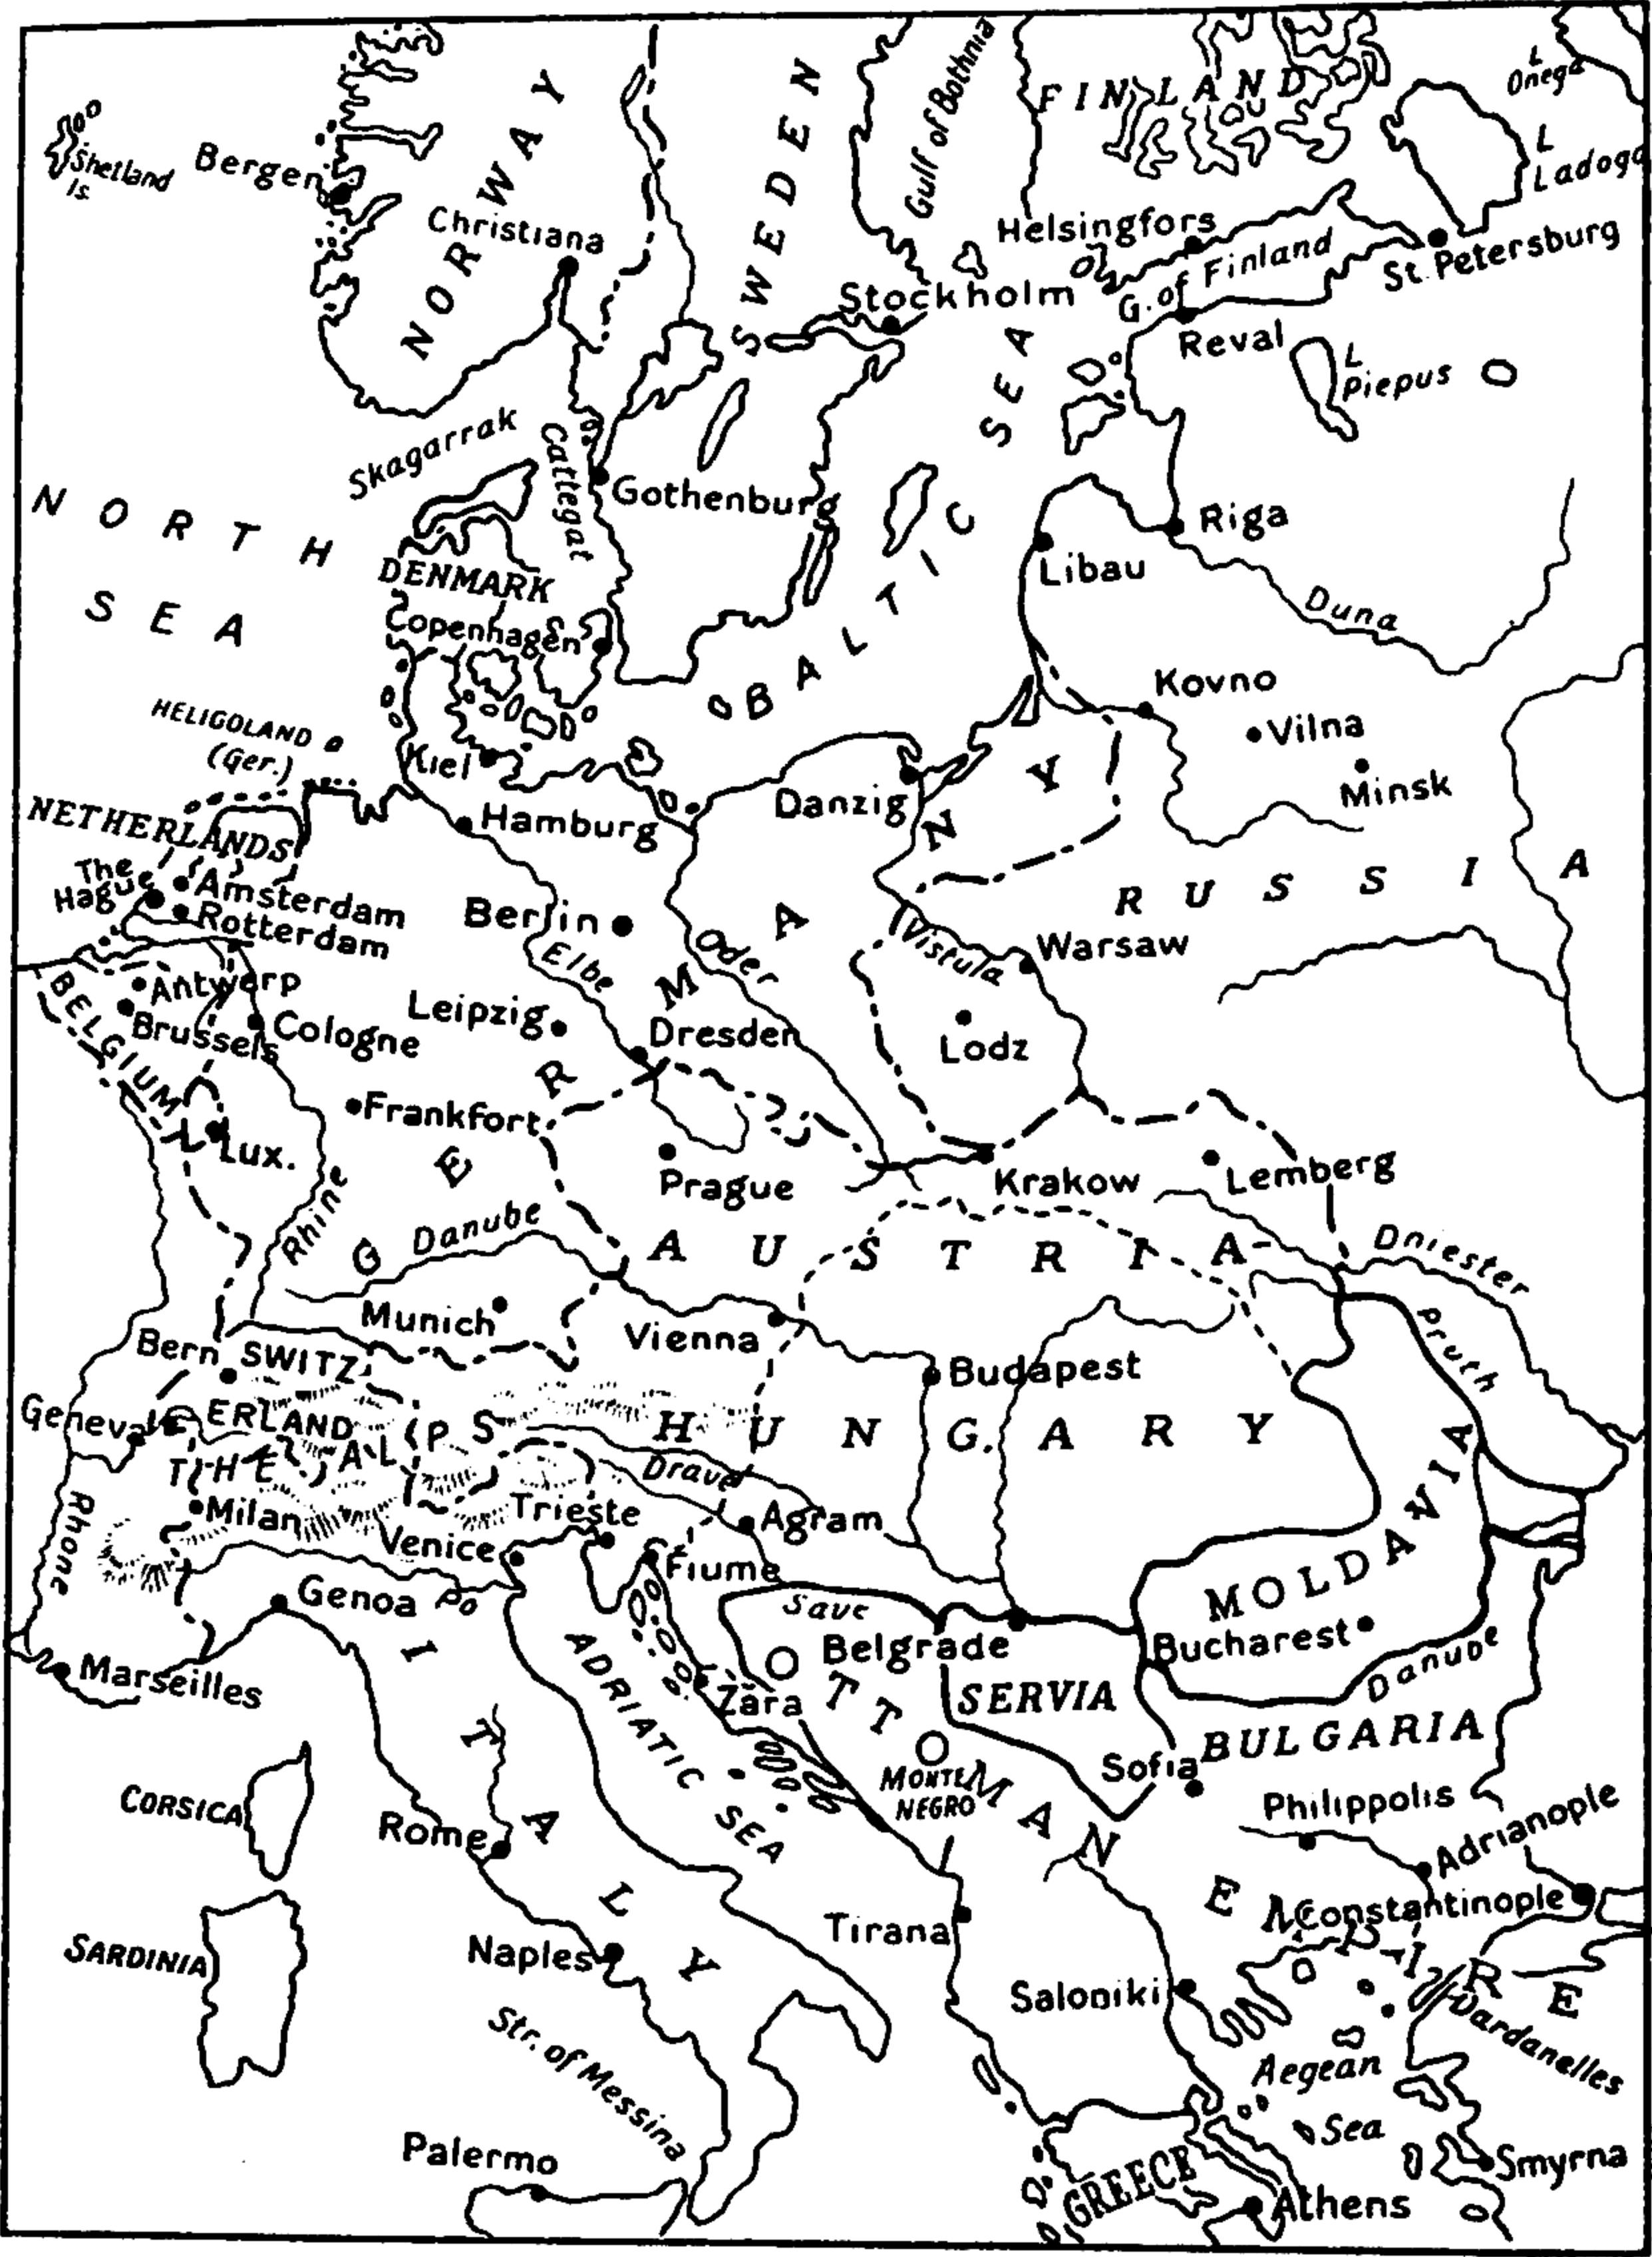 NORWAY
SWEDEN
Gulf of Bothnia
FINLAND
L
Onega
L
Ladoga
Shetland
Is.
Bergen
Christiana
Helsingfors
G. of Finland
St. Petersburg
Stockholm
Reval
L
Piepus
Skagarrak
Cattegat
Gothenburg
BALTIC SEA
NORTH
SEA
Riga
Libau
Duna
DENMARK
Copenhagen
Kovno
Vilna
Minsk
HELIGOLAND
(Ger.)
Kiel
Hamburg
Danzig
NETHERLANDS
The
Hague
Amsterdam
Rotterdam
Berlin
Elbe
Oder
Vistula
Warsaw
RUSSIA
GERMANY
BELGIUM
Antwerp
Brussels
Cologne
Leipzig
Dresden
Lodz
Frankfort
Lux.
Prague
Krakow
Lemberg
Rhine
Danube
AUSTRIA-
HUNGARY
Dniester
Pruth
Munich
Vienna
Budapest
Bern
SWITZ
ERLAND
Geneva
THE ALPS
Drave
Milan
Venice
Trieste
Agram
Fiume
Rhone
Genoa
Po
Save
MOLDAVIA
Bucharest
Danube
Belgrade
Marseilles
ITALY
ADRIATIC SEA
Zara
OTTOMAN EMPIRE
SERVIA
BULGARIA
Sofia
MONTE
NEGRO
Philippolis
Adrianople
CORSICA
Rome
Constantinople
Tirana
SARDINIA
Naples
Saloniki
Dardanelles
Str. of Messina
Aegean
Sea
Palermo
GREECE
Smyrna
Athens